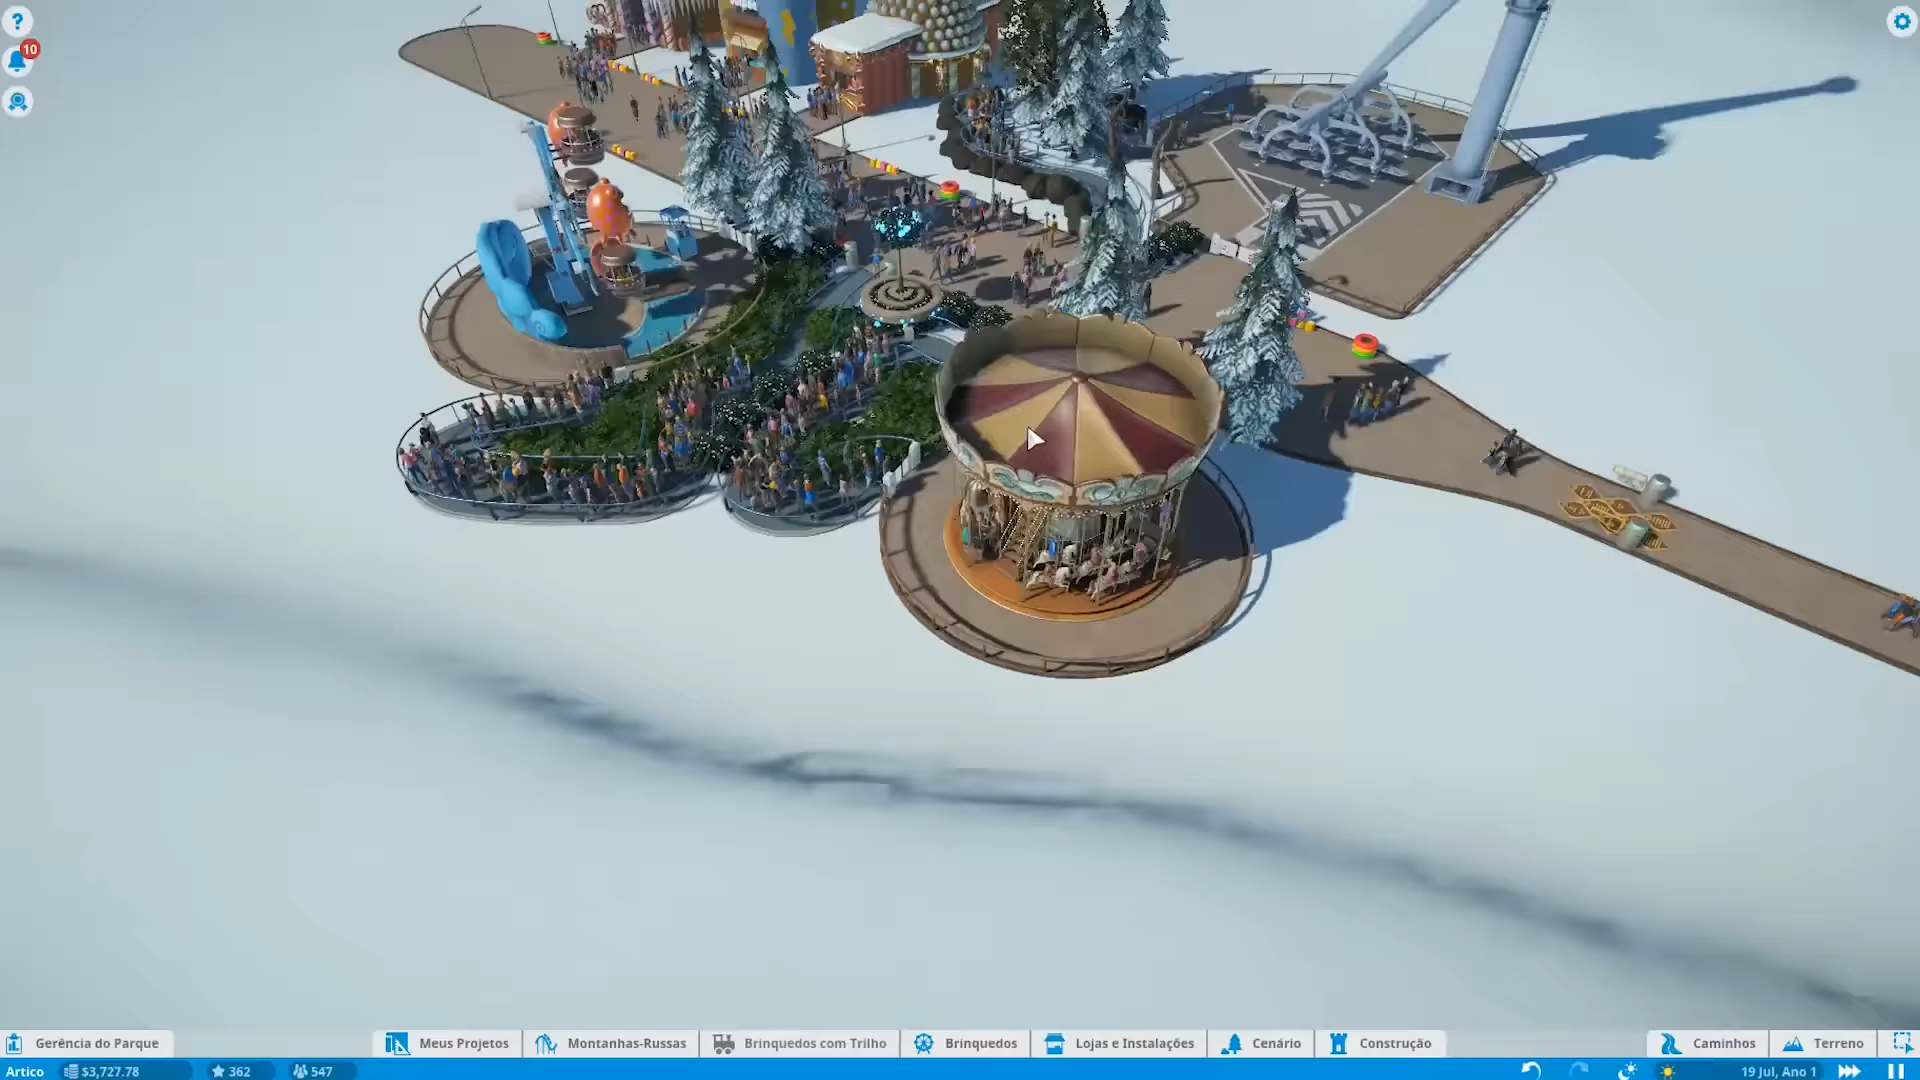 ?
10
Gerência do Parque
Meus Projetos
Montanhas-Russas
Brinquedos com Trilho
Brinquedos
Lojas e Instalações
Cenário
Construção
Caminhos
Terreno
Artico
$3,727.78
362
547
19 Jul, Ano 1